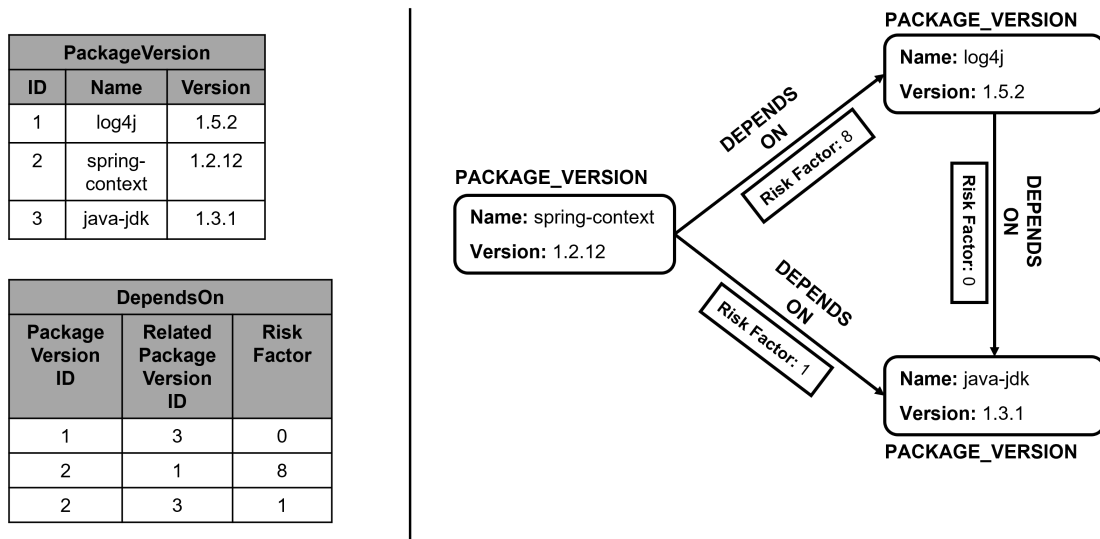 PackageVersion
ID Name Version
1 log4j 1.5.2
2 spring-context 1.2.12
3 java-jdk 1.3.1
DependsOn
Package Version ID Related Package Version ID Risk Factor
1 3 0
2 1 8
2 3 1
PACKAGE_VERSION
Name: log4j
Version: 1.5.2
DEPENDS
ON
Risk Factor: 8
PACKAGE_VERSION
Name: spring-context
Version: 1.2.12
DEPENDS
ON
Risk Factor: 0
DEPENDS
ON
Risk Factor: 1
Name: java-jdk
Version: 1.3.1
PACKAGE_VERSION